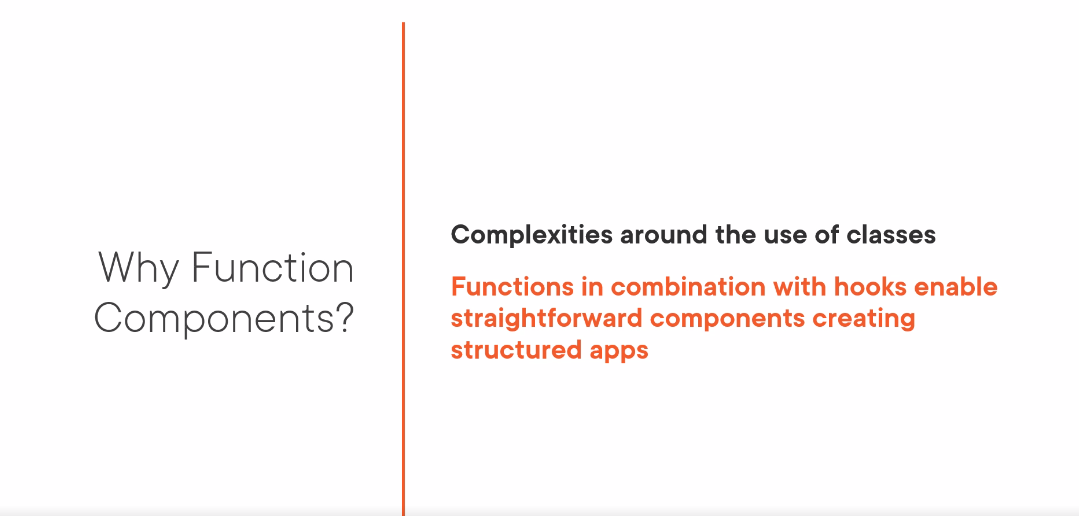 Why Function
Components?
Complexities around the use of classes
Functions in combination with hooks enable
straightforward components creating
structured apps